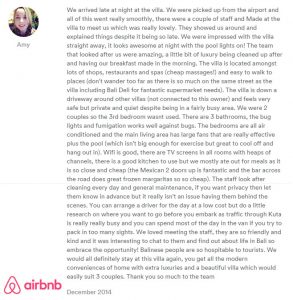 We arrived late at night at the villa. We were picked up from the airport and
all of this went really smoothly, there were a couple of staff and Made at the
villa to meet us which was really lovely. They showed us around and
explained things despite it being so late. We were impressed with the villa
straight away, it looks awesome at night with the pool lights on! The team
that looked after us were amazing, a little bit of luxury being cleaned up after
and having our breakfast made in the morning. The villa is located amongst
lots of shops, restaurants and spas (cheap massages!) and easy to walk to
places (don't wander too far as there is so much on the same street as the
villa including Bali Deli for fantastic supermarket needs). The villa is down a
driveway around other villas (not connected to this owner) and feels very
safe but private and quiet despite being in a fairly busy area. We were 2
couples so the 3rd bedroom wasnt used. There are 3 bathrooms, the bug
lights and fumigation works well against bugs. The bedrooms are all air
conditioned and the main living area has large fans that are really effective
plus the pool (which isn't big enough for exercise but great to cool off and
hang out in). Wifi is good, there are TV screens in all rooms with heaps of
channels, there is a good kitchen to use but we mostly ate out for meals as it
is so close and cheap (the Mexican 2 doors up is fantastic and the bar across
the road does great frozen margaritas so so cheap). The staff look after
cleaning every day and general maintenance, if you want privacy then let
them know in advance but it really isn't an issue having them behind the
scenes. You can arrange a driver for the day at a low cost but do a little
research on where you want to go before you embark as traffic through Kuta
is really really busy and you can spend most of the day in the van if you try to
pack in too many sights. We loved meeting the staff, they are so friendly and
kind and it was interesting to chat to them and find out about life in Bali so
embrace the opportunity! Balinese people are so hospitable to tourists. We
would all definitely stay at this villa again, you get all the modern
conveniences of home with extra luxuries and a beautiful villa which would
easily suit 3 couples. Thank you so much to the team
Amy
airbnb
December 2014